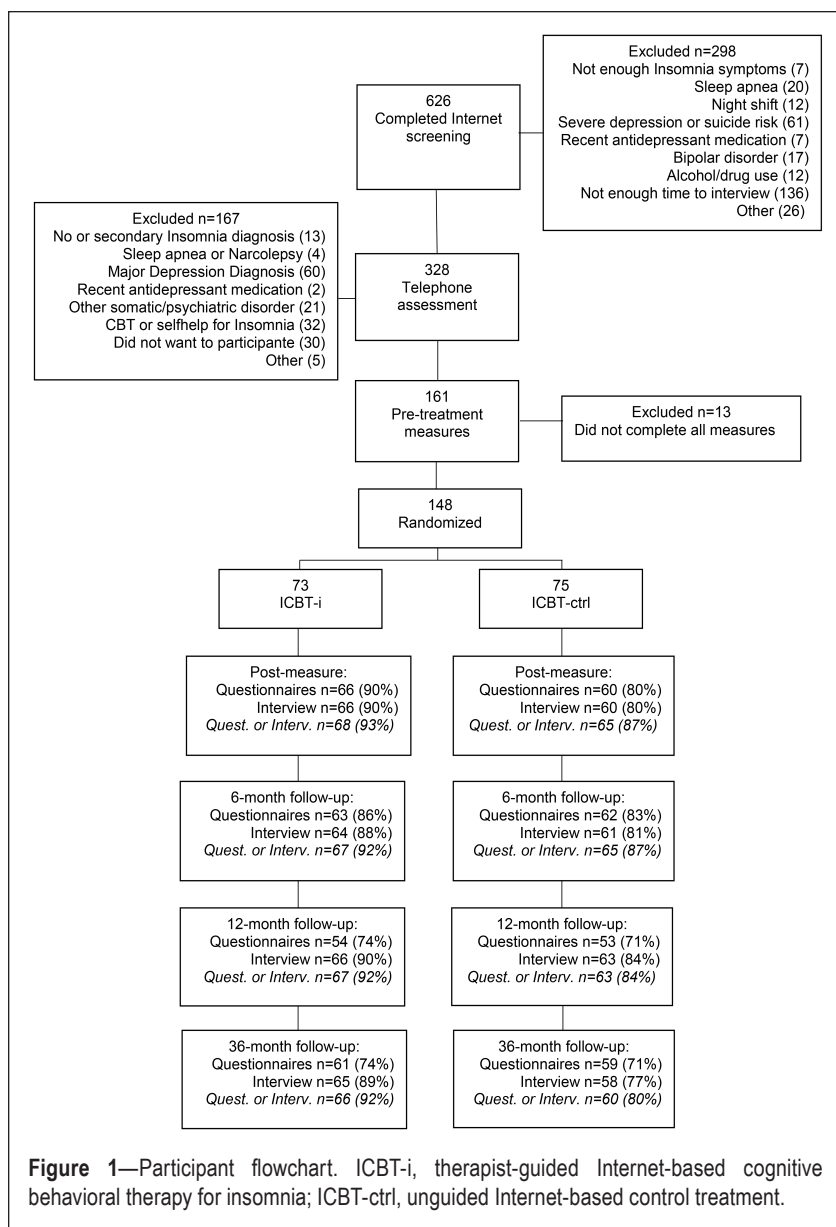 Excluded n=298
Not enough Insomnia symptoms (7)
Sleep apnea (20)
Night shift (12)
Severe depression or suicide risk (61)
Recent antidepressant medication (7)
Bipolar disorder (17)
Alcohol/drug use (12)
Not enough time to interview (136)
Other (26)
626
Completed Internet
screening
Excluded n=167
No or secondary Insomnia diagnosis (13)
Sleep apnea or Narcolepsy (4)
Major Depression Diagnosis (60)
Recent antidepressant medication (2)
Other somatic/psychiatric disorder (21)
CBT or selfhelp for Insomnia (32)
Did not want to participante (30)
Other (5)
328
Telephone
assessment
161
Pre-treatment
measures
Excluded n=13
Did not complete all measures
148
Randomized
73
ICBT-i
75
ICBT-ctrl
Post-measure:
Questionnaires n=66 (90%)
Interview n=66 (90%)
Quest. or Interv. n=68 (93%)
Post-measure:
Questionnaires n=60 (80%)
Interview n=60 (80%)
Quest. or Interv. n=65 (87%)
6-month follow-up:
Questionnaires n=63 (86%)
Interview n=64 (88%)
Quest. or Interv. n=67 (92%)
6-month follow-up:
Questionnaires n=62 (83%)
Interview n=61 (81%)
Quest. or Interv. n=65 (87%)
12-month follow-up:
Questionnaires n=54 (74%)
Interview n=66 (90%)
Quest. or Interv. n=67 (92%)
12-month follow-up:
Questionnaires n=53 (71%)
Interview n=63 (84%)
Quest. or Interv. n=63 (84%)
36-month follow-up:
Questionnaires n=61 (74%)
Interview n=65 (89%)
Quest. or Interv. n=66 (92%)
36-month follow-up:
Questionnaires n=59 (71%)
Interview n=58 (77%)
Quest. or Interv. n=60 (80%)
Figure 1—Participant flowchart. ICBT-i, therapist-guided Internet-based cognitive
behavioral therapy for insomnia; ICBT-ctrl, unguided Internet-based control treatment.